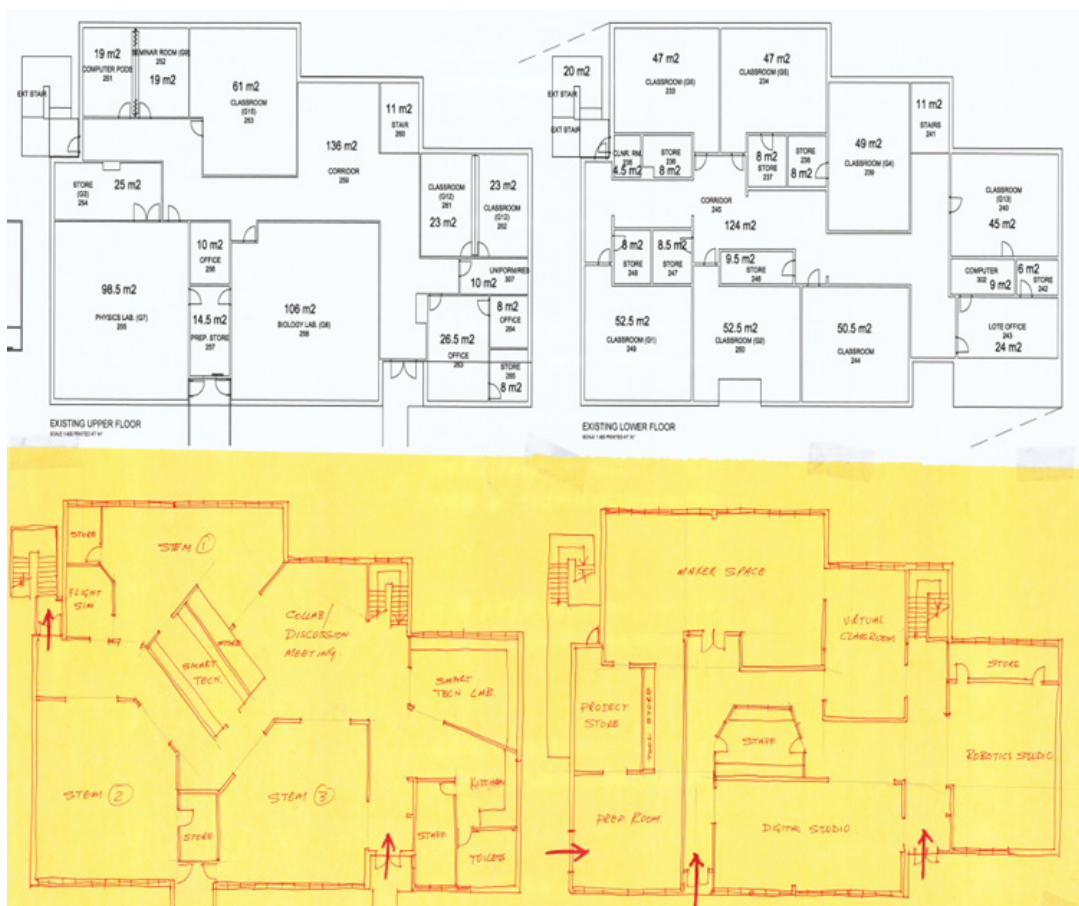 19 m2
COMPUTER PODS
251
SEMINAR ROOM (G9)
252
19 m2
61 m2
CLASSROOM
(G15)
253
EXT STAIR
11 m2
STAIR
260
136 m2
CORRIDOR
259
25 m2
STORE
(G3)
254
CLASSROOM
(G12)
261
23 m2
23 m2
CLASSROOM
(G12)
262
10 m2
OFFICE
256
98.5 m2
PHYSICS LAB. (G7)
255
14.5 m2
PREP. STORE
257
106 m2
BIOLOGY LAB. (G8)
258
UNIFORM/RES
307
10 m2
8 m2
OFFICE
264
26.5 m2
OFFICE
263
STORE
265
8 m2
EXISTING UPPER FLOOR
20 m2
EXT STAIR
EXT STAIR
47 m2
CLASSROOM (G6)
233
47 m2
CLASSROOM (G5)
234
11 m2
STAIRS
241
49 m2
CLASSROOM (G4)
239
CLNR. RM.
235
4.5 m2
STORE
236
8 m2
8 m2
STORE
237
STORE
238
8 m2
CORRIDOR
245
124 m2
CLASSROOM
(G13)
240
45 m2
8 m2
STORE
248
8.5 m2
STORE
247
9.5 m2
STORE
246
COMPUTER
302
9 m2
6 m2
STORE
242
52.5 m2
CLASSROOM (G1)
249
52.5 m2
CLASSROOM (G2)
250
50.5 m2
CLASSROOM
244
LOTE OFFICE
243
24 m2
EXISTING LOWER FLOOR
STORE
STEM 1
FLIGHT
SIM
COLLAB/
DISCUSSION
MEETING.
STORE
SMART
TECH.
SMART
TECH LAB.
STEM 2
STEM 3
STORE
KITCHEN
STAFF
TOILETS
MAKER SPACE
VIRTUAL
CLASSROOM
STORE
PROJECT
STORE
TOOL STORE
STAFF
ROBOTICS STUDIO
PREP ROOM.
DIGITAL STUDIO